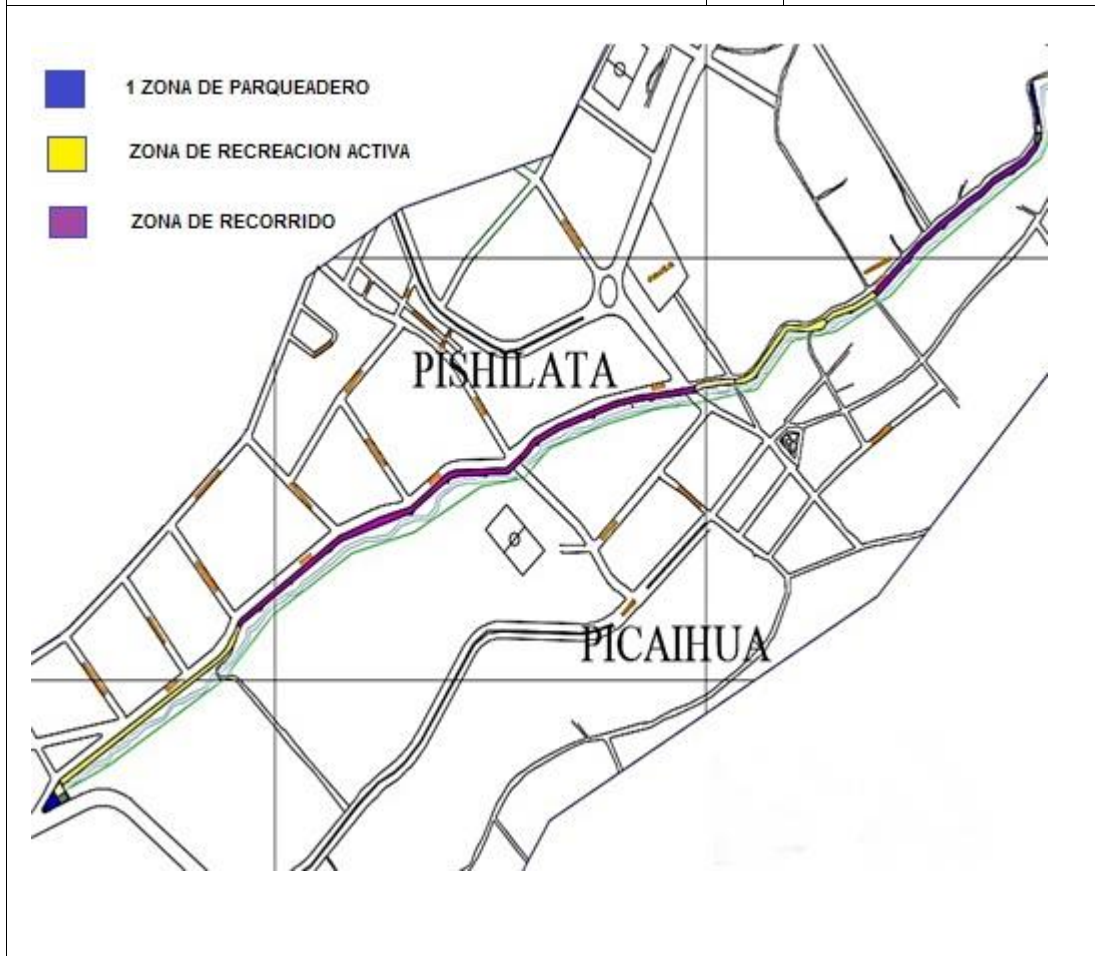 1 ZONA DE PARQUEADERO
ZONA DE RECREACION ACTIVA
ZONA DE RECORRIDO
PISHILATA
PICAIHUA